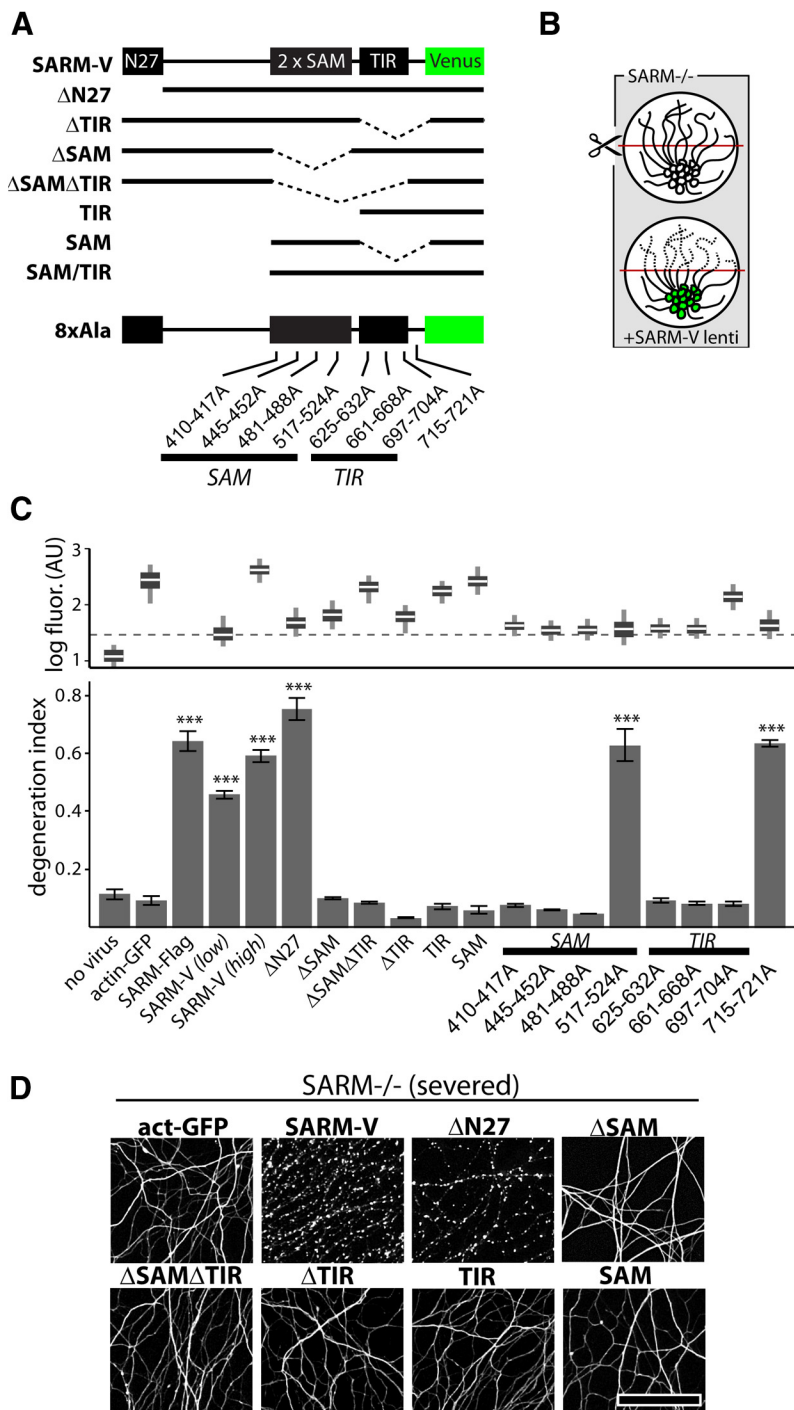 A
SARM-V
N27
2 x SAM
TIR
Venus
ΔN27
ΔTIR
ΔSAM
ΔSAMΔTIR
TIR
SAM
SAM/TIR
8xAla
410-417A
445-452A
481-488A
517-524A
625-632A
661-668A
697-704A
715-721A
SAM
TIR
B
SARM-/-
+SARM-V lenti
C
log fluor. (AU)
3
2
1
degeneration index
0.8
0.6
0.4
0.2
***
***
***
***
***
***
no virus
actin-GFP
SARM-Flag
SARM-V (low)
SARM-V (high)
ΔN27
ΔSAM
ΔSAMΔTIR
ΔTIR
TIR
SAM
SAM
TIR
410-417A
445-452A
481-488A
517-524A
625-632A
661-668A
697-704A
715-721A
D
SARM-/- (severed)
act-GFP
SARM-V
ΔN27
ΔSAM
ΔSAMΔTIR
ΔTIR
TIR
SAM